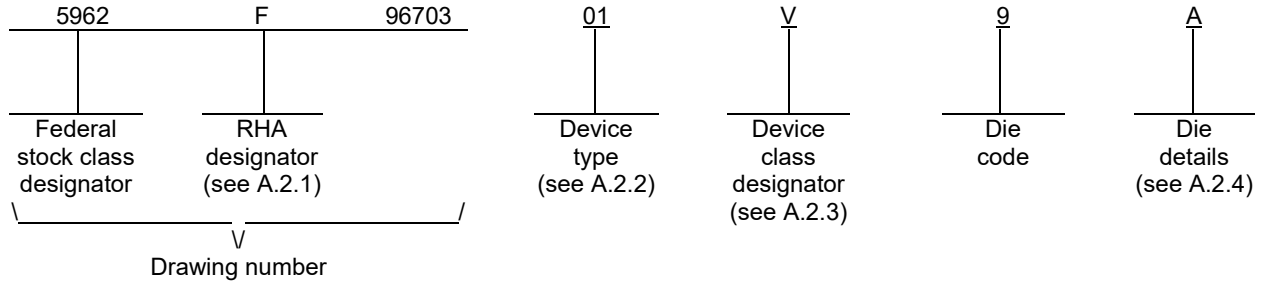 5962 F 96703 01 V 9 A
Federal stock class designator
RHA designator (see A.2.1)
Device type (see A.2.2)
Device class designator (see A.2.3)
Die code
Die details (see A.2.4)
Drawing number